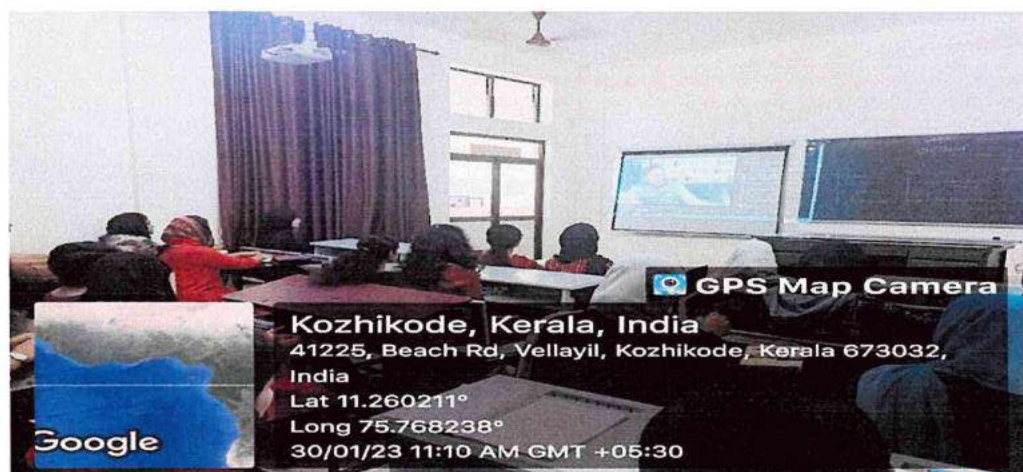 GPS Map Camera
Kozhikode, Kerala, India
41225, Beach Rd, Vellayil, Kozhikode, Kerala 673032,
India
Lat 11.260211°
Long 75.768238°
30/01/23 11:10 AM GMT +05:30
Google